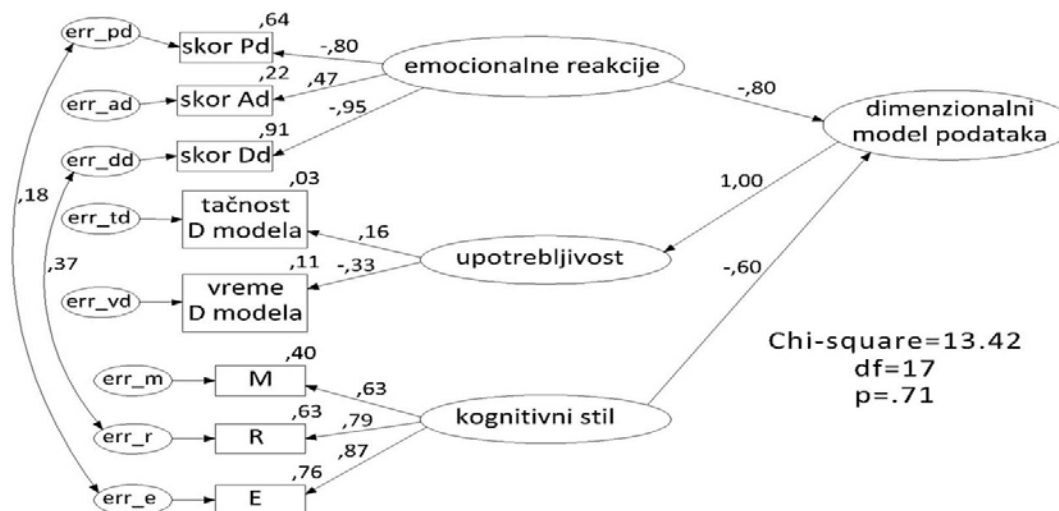 ,64
err_pd
skor Pd
-,80
emocionalne reakcije
,22
,47
err_ad
skor Ad
-,95
-,80
dimenzionalni
model podataka
,91
err_dd
skor Dd
,18
,03
1,00
err_td
tačnost
D modela
,16
upotrebljivost
,37
,11
-,33
-,60
err_vd
vreme
D modela
Chi-square=13.42
df=17
p=.71
,40
err_m
M
,63
kognitivni stil
,63
,79
err_r
R
,87
,76
err_e
E